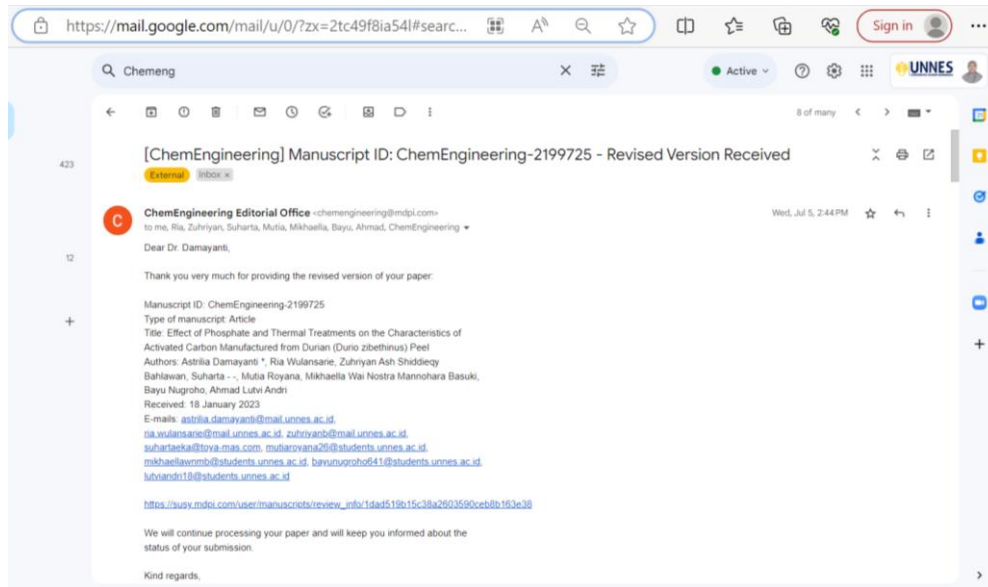 https://mail.google.com/mail/u/0/?zx=2tc49f8ia54l#searc...
Sign in
Chemeng
Active
UNNES
8 of many
423
[ChemEngineering] Manuscript ID: ChemEngineering-2199725 - Revised Version Received
External Inbox x
C
ChemEngineering Editorial Office <chemengineering@mdpi.com>
Wed, Jul 5, 2:44 PM
to me, Ria, Zuhriyan, Suharta, Mutia, Mikhaella, Bayu, Ahmad, ChemEngineering
Dear Dr. Damayanti,
12
Thank you very much for providing the revised version of your paper:
Manuscript ID: ChemEngineering-2199725
Type of manuscript: Article
Title: Effect of Phosphate and Thermal Treatments on the Characteristics of
Activated Carbon Manufactured from Durian (Durio zibethinus) Peel
Authors: Astrilia Damayanti *, Ria Wulansarie, Zuhriyan Ash Shiddieqy
Bahlawan, Suharta - -, Mutia Royana, Mikhaella Wai Nostra Mannohara Basuki,
Bayu Nugroho, Ahmad Lutvi Andri
Received: 18 January 2023
E-mails: astrilia.damayanti@mail.unnes.ac.id,
ria.wulansarie@mail.unnes.ac.id, zuhriyanb@mail.unnes.ac.id,
suhartaeka@toya-mas.com, mutiaroyana26@students.unnes.ac.id,
mikhaellawnmb@students.unnes.ac.id, bayunugroho641@students.unnes.ac.id,
lutviandri18@students.unnes.ac.id
https://susy.mdpi.com/user/manuscripts/review_info/1dad519b15c38a2603590ceb8b163e38
We will continue processing your paper and will keep you informed about the
status of your submission.
Kind regards,